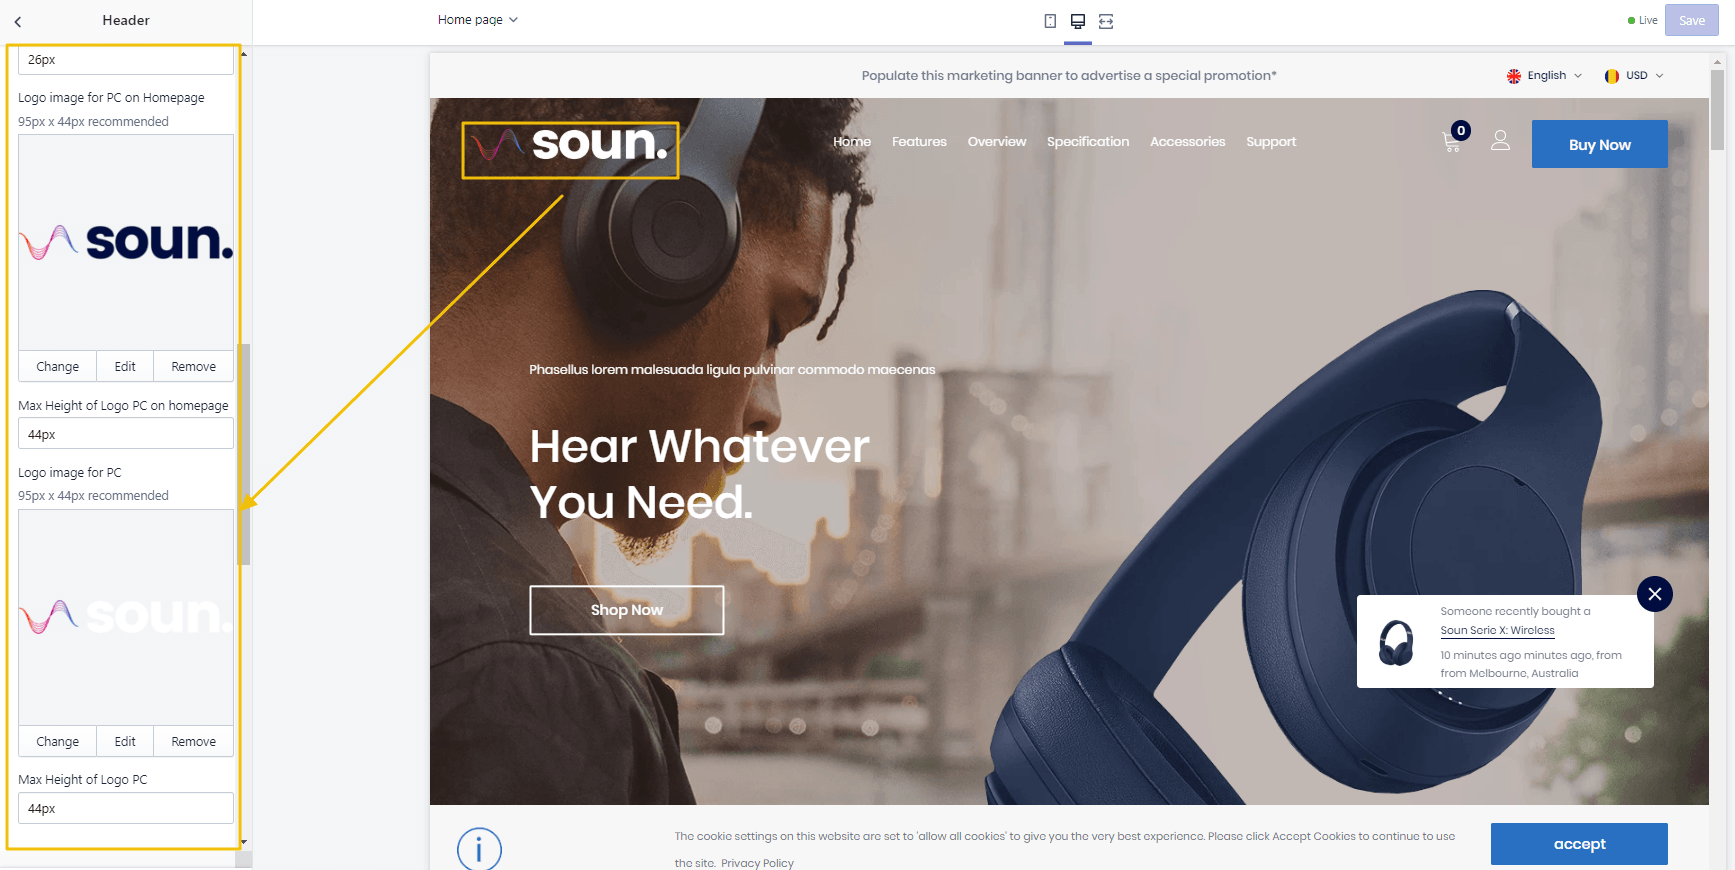 Header
Home page
Live
Save
26px
Logo image for PC on Homepage
95px x 44px recommended
soun.
Change
Edit
Remove
Max Height of Logo PC on homepage
44px
Logo image for PC
95px x 44px recommended
soun.
Change
Edit
Remove
Max Height of Logo PC
44px
Populate this marketing banner to advertise a special promotion*
English
USD
soun.
Home
Features
Overview
Specification
Accessories
Support
0
Buy Now
Phasellus lorem malesuada ligula pulvinar commodo maecenas
Hear Whatever
You Need.
Shop Now
Someone recently bought a
Soun Serie X: Wireless
10 minutes ago minutes ago, from
from Melbourne, Australia
i
The cookie settings on this website are set to 'allow all cookies' to give you the very best experience. Please click Accept Cookies to continue to use
the site. Privacy Policy
accept